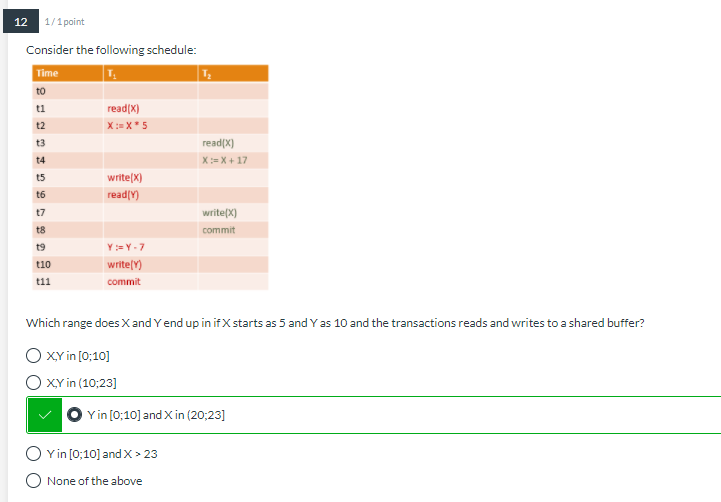 12 1/1 point
Consider the following schedule:
Time T₁ T₂
t0
t1 read(X)
t2 X := X * 5
t3 read(X)
t4 X := X + 17
t5 write(X)
t6 read(Y)
t7 write(X)
t8 commit
t9 Y := Y - 7
t10 write(Y)
t11 commit
Which range does X and Y end up in if X starts as 5 and Y as 10 and the transactions reads and writes to a shared buffer?
X,Y in [0;10]
X,Y in (10;23]
Y in [0;10] and X in (20;23]
Y in [0;10] and X > 23
None of the above